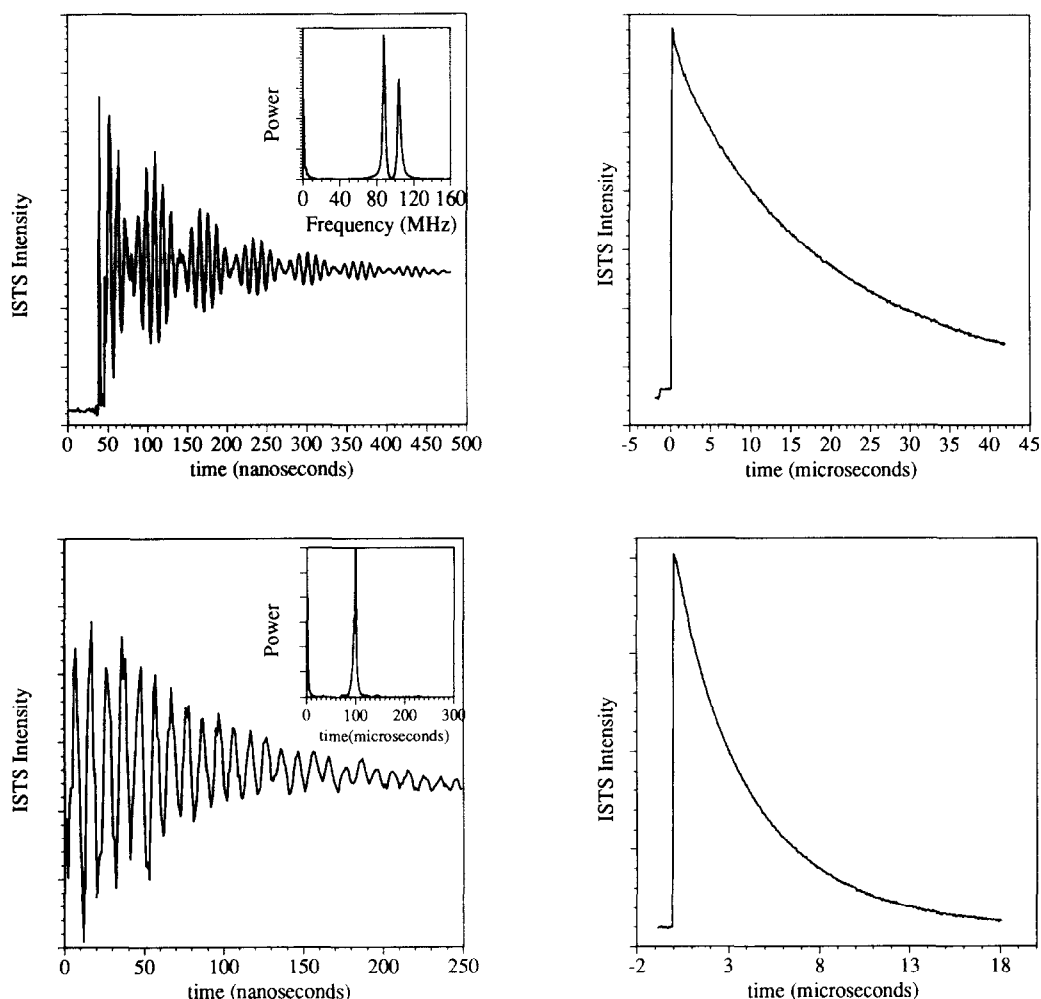 ISTS Intensity
Power
0 40 80 120 160
Frequency (MHz)
0 50 100 150 200 250 300 350 400 450 500
time (nanoseconds)
ISTS Intensity
-5 0 5 10 15 20 25 30 35 40 45
time (microseconds)
ISTS Intensity
Power
0 100 200 300
time(microseconds)
0 50 100 150 200 250
time (nanoseconds)
ISTS Intensity
-2 3 8 13 18
time (microseconds)